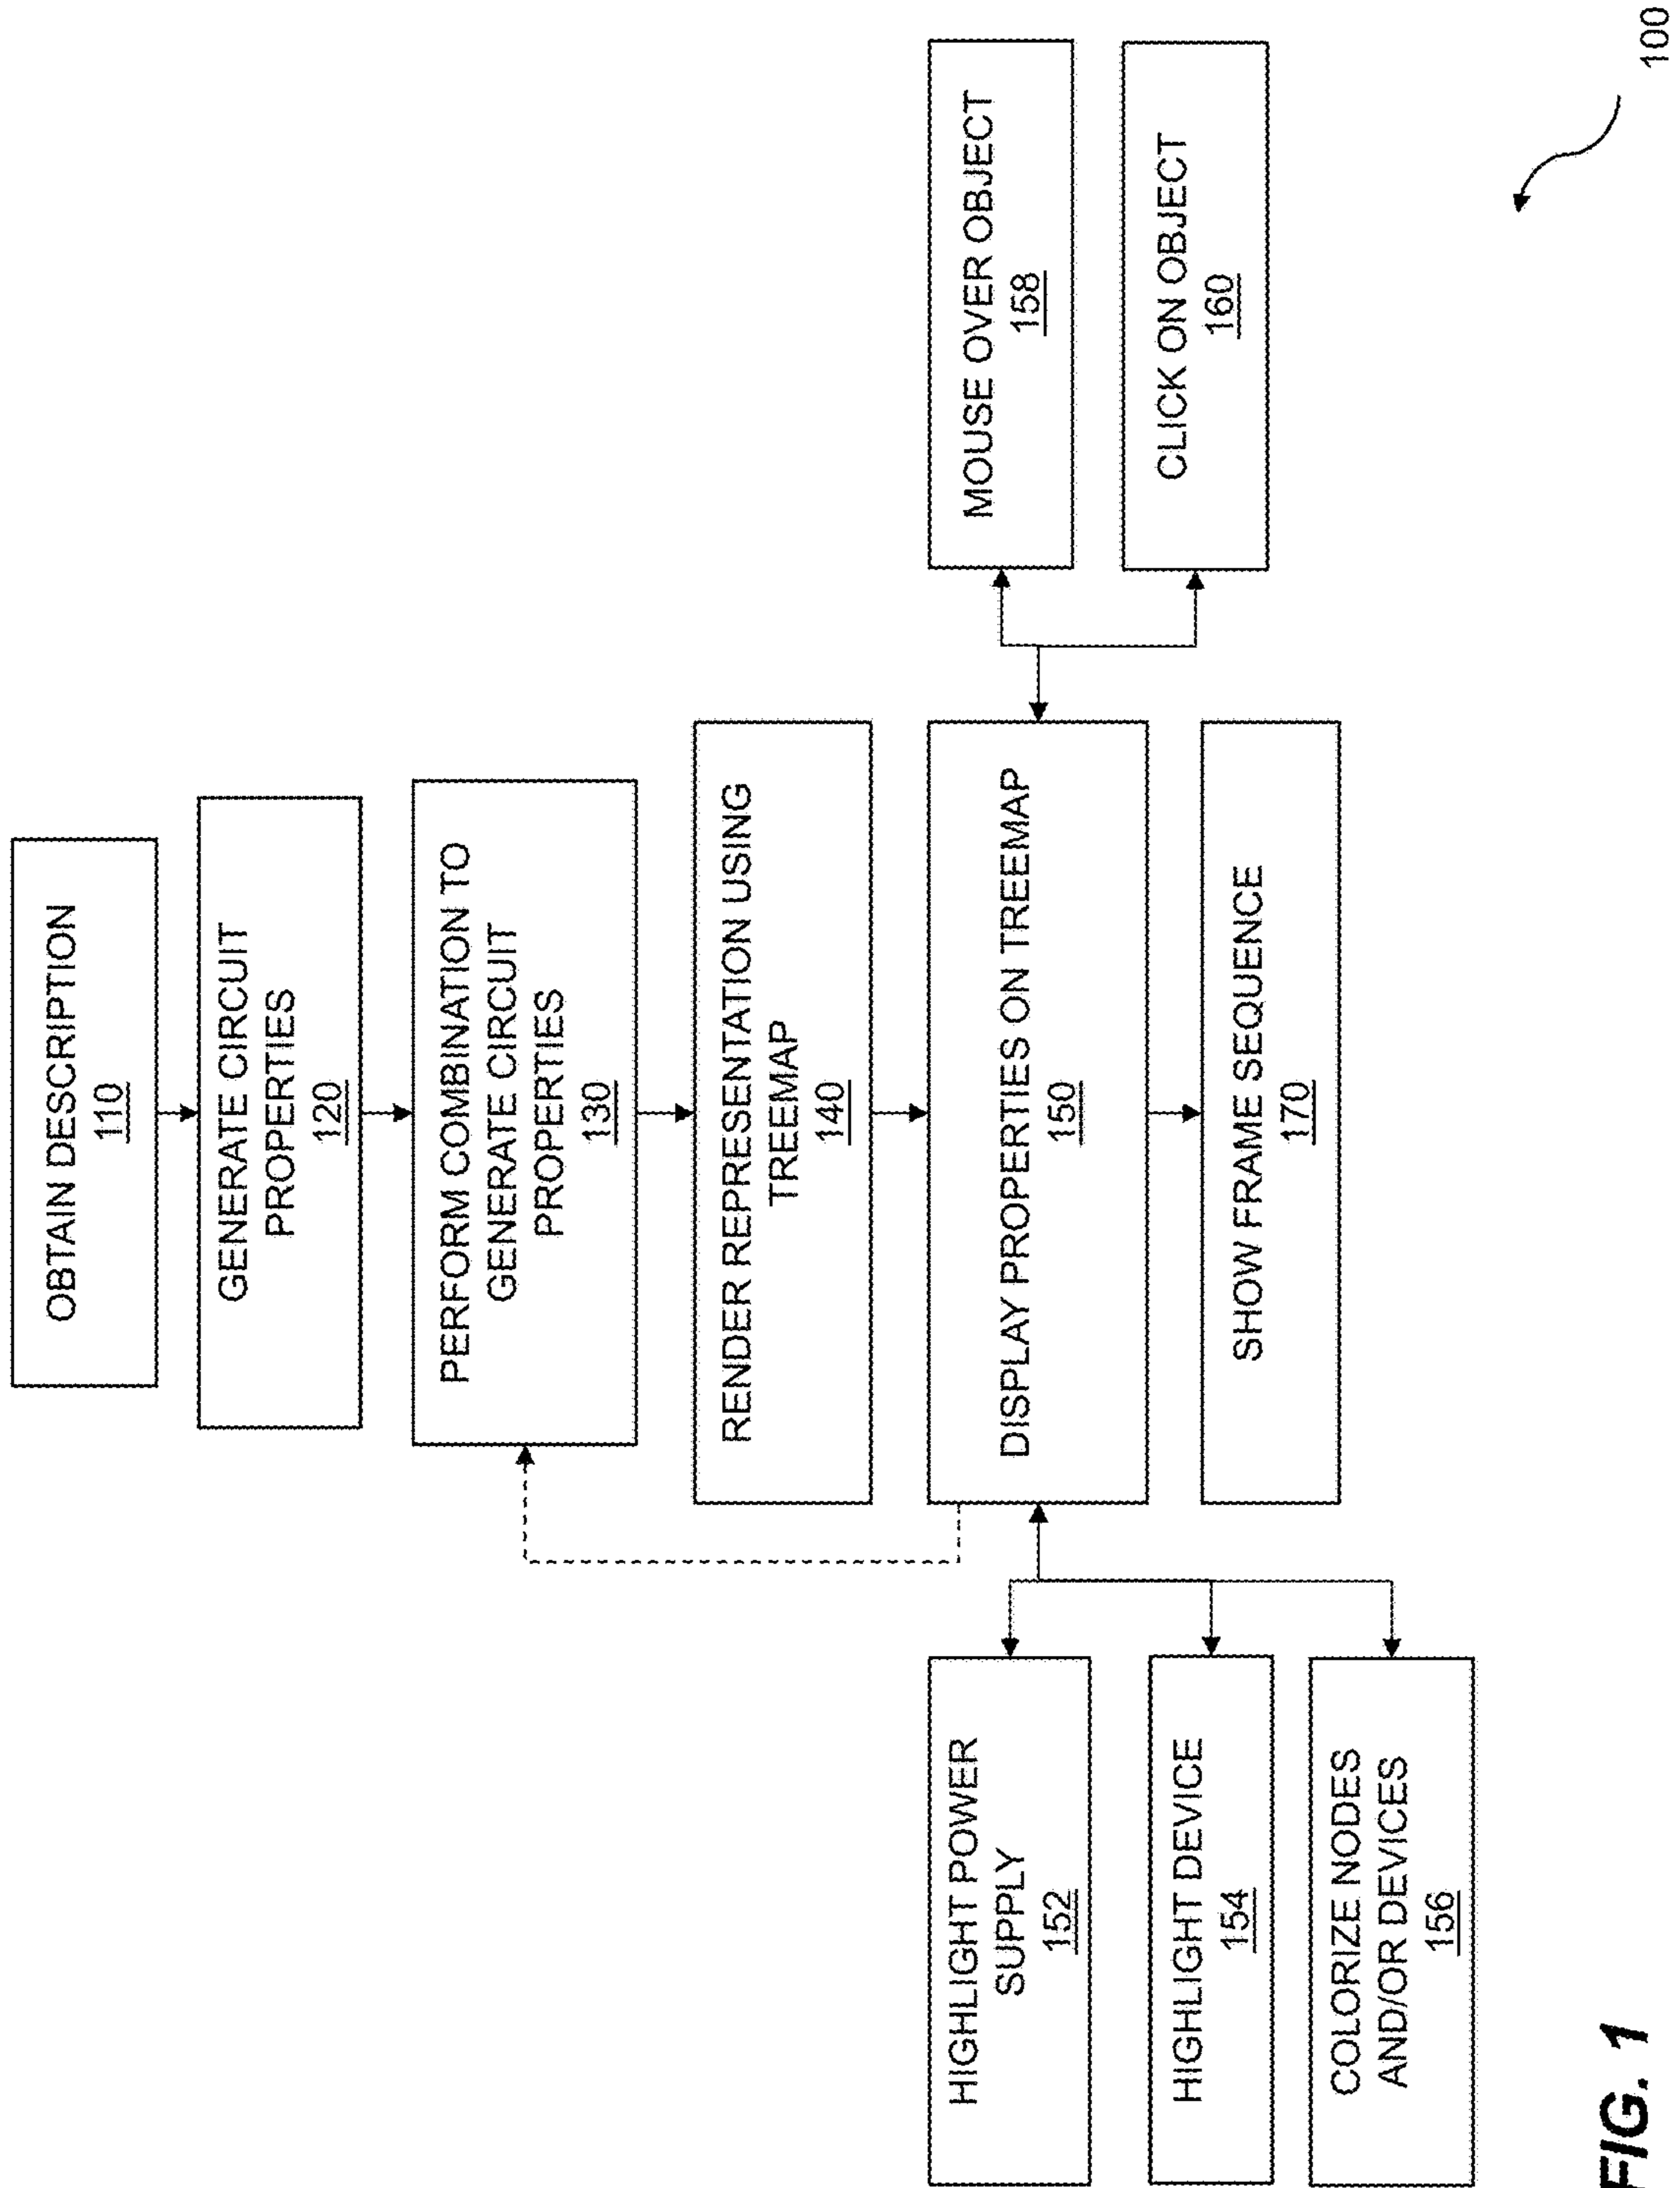 OBTAIN DESCRIPTION
110
GENERATE CIRCUIT
PROPERTIES
120
PERFORM COMBINATION TO
GENERATE CIRCUIT
PROPERTIES
130
RENDER REPRESENTATION USING
TREEMAP
140
DISPLAY PROPERTIES ON TREEMAP
150
HIGHLIGHT POWER
SUPPLY
152
HIGHLIGHT DEVICE
154
COLORIZE NODES
AND/OR DEVICES
156
MOUSE OVER OBJECT
158
CLICK ON OBJECT
160
SHOW FRAME SEQUENCE
170
100
FIG. 1